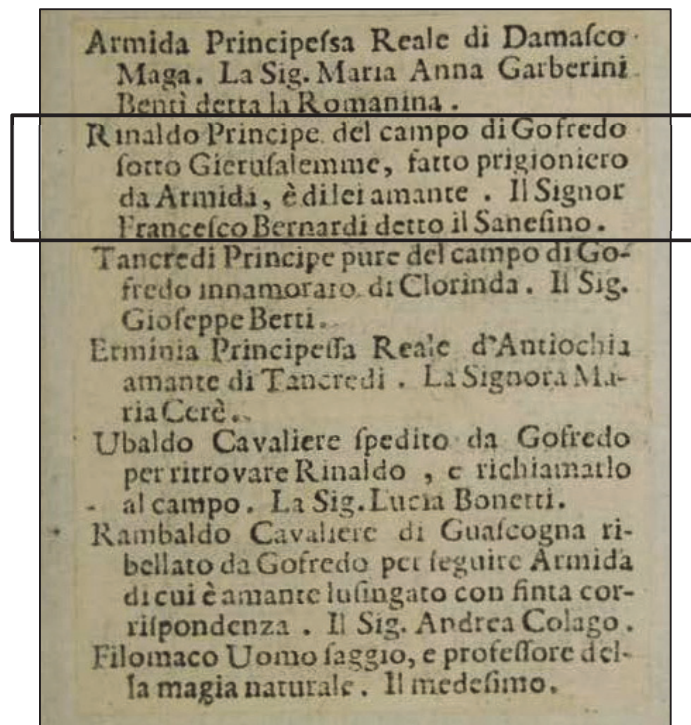 Armida Principeſsa Reale di Damaſco
Maga. La Sig. Maria Anna Garberini
Benti detta la Romanina.
Rinaldo Principe del campo di Gofredo
ſotto Gieruſalemme, fatto prigioniero
da Armida, è di lei amante. Il Signor
Franceſco Bernardi detto il Saneſino.
Tancredi Principe pure del campo di Go-
fredo innamorato di Clorinda. Il Sig.
Gioſeppe Berti.
Erminia Principeſſa Reale d'Antiochia
amante di Tancredi. La Signora Ma-
ria Cerè.
Ubaldo Cavaliere ſpedito da Gofredo
per ritrovare Rinaldo, e richiamarlo
al campo. La Sig. Lucia Bonetti.
Rambaldo Cavaliere di Guaſcogna ri-
bellato da Gofredo per ſeguire Armida
di cui è amante luſingato con finta cor-
riſpondenza. Il Sig. Andrea Colago.
Filomaco Uomo ſaggio, e profeſſore del-
la magia naturale. Il medeſimo.